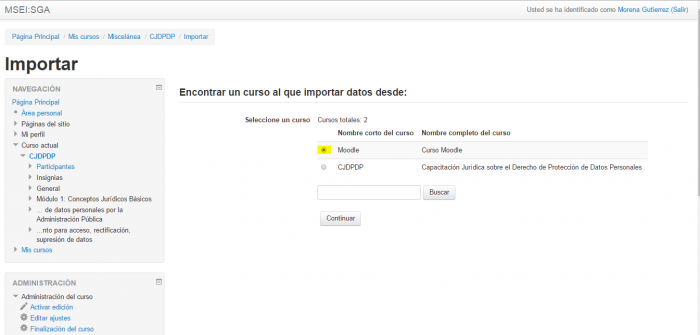 MSEI:SGA
Usted se ha identificado como Morena Gutierrez (Salir)
Página Principal / Mis cursos / Miscelánea / CJDPDP / Importar
Importar
NAVEGACIÓN
Página Principal
Área personal
Páginas del sitio
Mi perfil
Curso actual
CJDPDP
Participantes
Insignias
General
Módulo 1: Conceptos Jurídicos Básicos
... de datos personales por la
Administración Pública
...nto para acceso, rectificación,
supresión de datos
Mis cursos
ADMINISTRACIÓN
Administración del curso
Activar edición
Editar ajustes
Finalización del curso
Encontrar un curso al que importar datos desde:
Seleccione un curso
Cursos totales: 2
Nombre corto del curso Nombre completo del curso
Moodle Curso Moodle
CJDPDP Capacitación Jurídica sobre el Derecho de Protección de Datos Personales
Buscar
Continuar